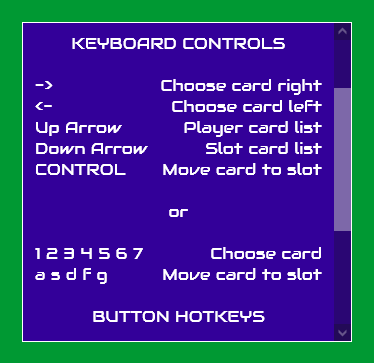 KEYBOARD CONTROLS
-> Choose card right
<- Choose card left
Up Arrow Player card list
Down Arrow Slot card list
CONTROL Move card to slot
or
1 2 3 4 5 6 7 Choose card
a s d f g Move card to slot
BUTTON HOTKEYS